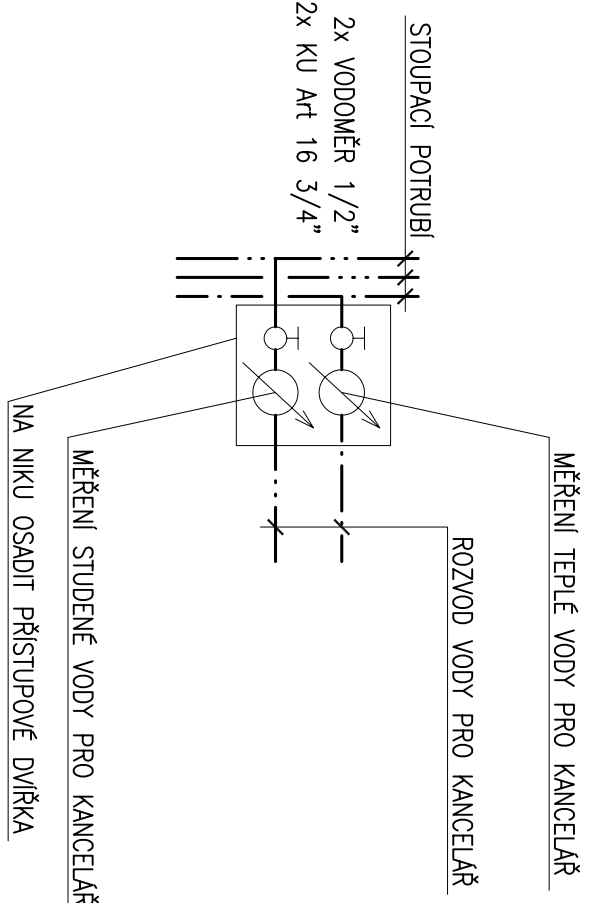 MĚŘENÍ TEPLÉ VODY PRO KANCELÁŘ
ROZVOD VODY PRO KANCELÁŘ
STOUPACÍ POTRUBÍ
2x VODOMĚR 1/2"
2x KU Art 16 3/4"
MĚŘENÍ STUDENÉ VODY PRO KANCELÁŘ
NA NIKU OSADIT PŘÍSTUPOVÉ DVÍŘKA